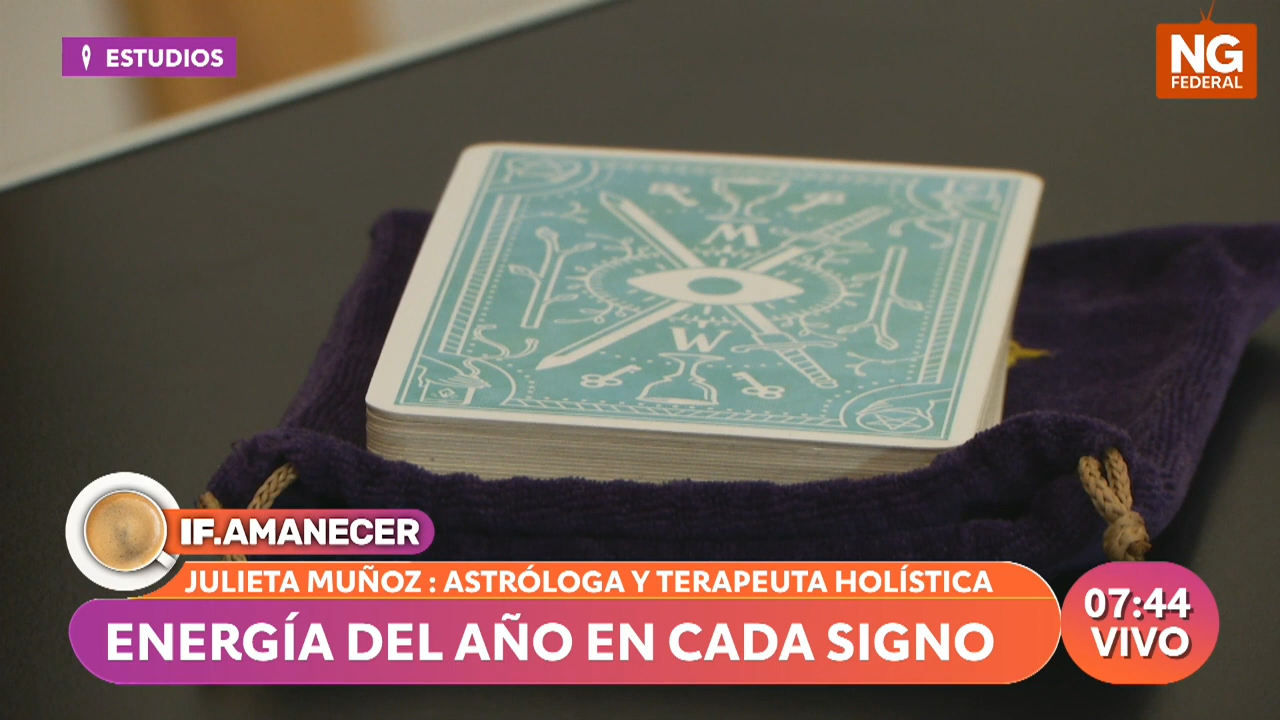 ESTUDIOS
NG
FEDERAL
M
W
IF.AMANECER
JULIETA MUÑOZ : ASTRÓLOGA Y TERAPEUTA HOLÍSTICA
ENERGÍA DEL AÑO EN CADA SIGNO
07:44
VIVO